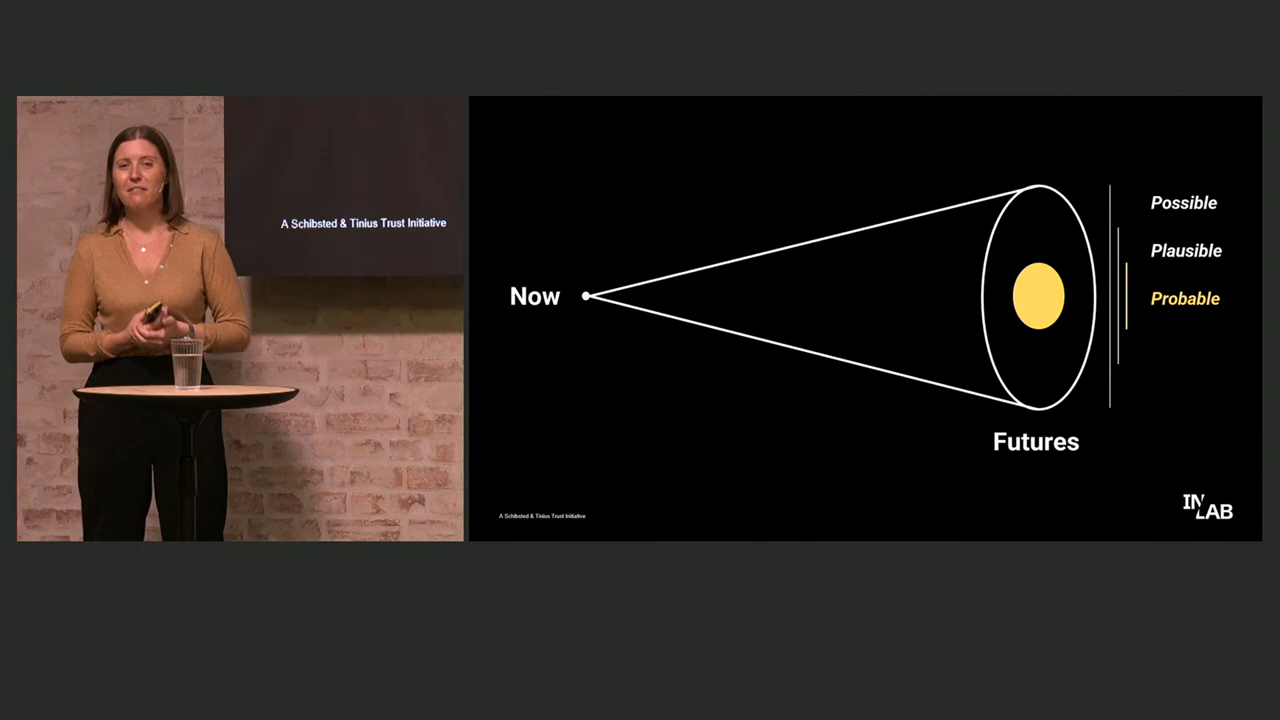 A Schibsted & Tinius Trust Initiative
Now
Possible
Plausible
Probable
Futures
A Schibsted & Tinius Trust Initiative
IN
LAB